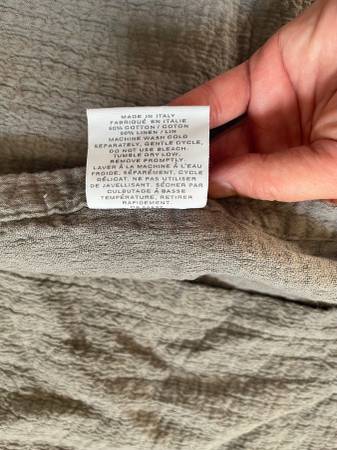 MADE IN ITALY
FABRIQUÉ EN ITALIE
50% COTTON / COTON
50% LINEN / LIN
MACHINE WASH COLD
SEPARATELY, GENTLE CYCLE,
DO NOT USE BLEACH.
TUMBLE DRY LOW.
REMOVE PROMPTLY.
LAVER À LA MACHINE À L'EAU
FROIDE, SÉPARÉMENT, CYCLE
DÉLICAT. NE PAS UTILISER
DE JAVELLISANT. SÉCHER PAR
CULBUTAGE À BASSE
TEMPÉRATURE, RETIRER
RAPIDEMENT.